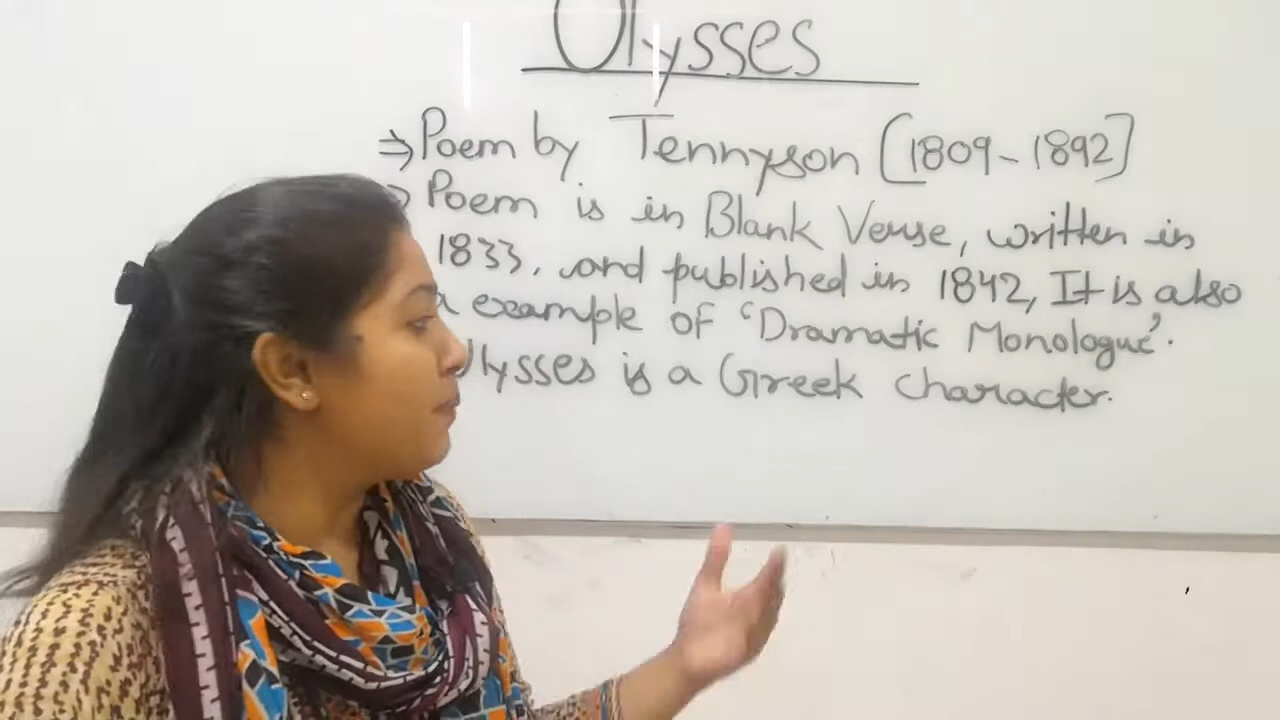 Ulysses
⇒ Poem by Tennyson [1809-1892]
Poem is in Blank Verse, written in
1833, and published in 1842, It is also
a example of 'Dramatic Monologue'.
Ulysses is a Greek character.